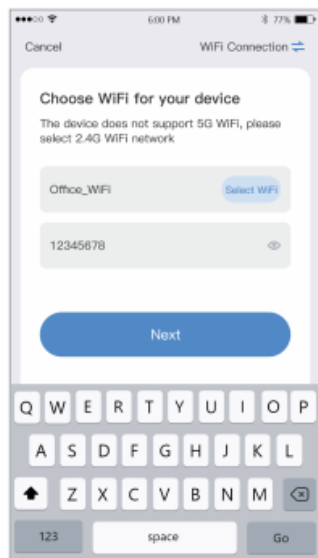 6:00 PM
77%
Cancel
WiFi Connection
Choose WiFi for your device
The device does not support 5G WiFi, please
select 2.4G WiFi network
Office_WiFi
Select WiFi
12345678
Next
Q W E R T Y U I O P
A S D F G H J K L
Z X C V B N M
123 space Go